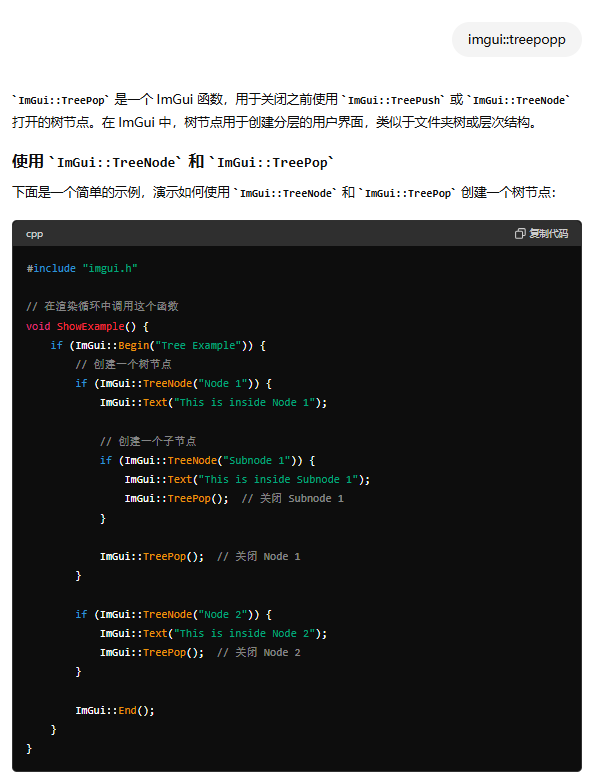 imgui::treepopp
`ImGui::TreePop` 是一个 ImGui 函数，用于关闭之前使用 `ImGui::TreePush` 或 `ImGui::TreeNode`
打开的树节点。在 ImGui 中，树节点用于创建分层的用户界面，类似于文件夹树或层次结构。
使用 `ImGui::TreeNode` 和 `ImGui::TreePop`
下面是一个简单的示例，演示如何使用 `ImGui::TreeNode` 和 `ImGui::TreePop` 创建一个树节点：
cpp 复制代码
#include "imgui.h"
// 在渲染循环中调用这个函数
void ShowExample() {
if (ImGui::Begin("Tree Example")) {
// 创建一个树节点
if (ImGui::TreeNode("Node 1")) {
ImGui::Text("This is inside Node 1");
// 创建一个子节点
if (ImGui::TreeNode("Subnode 1")) {
ImGui::Text("This is inside Subnode 1");
ImGui::TreePop(); // 关闭 Subnode 1
}
ImGui::TreePop(); // 关闭 Node 1
}
if (ImGui::TreeNode("Node 2")) {
ImGui::Text("This is inside Node 2");
ImGui::TreePop(); // 关闭 Node 2
}
ImGui::End();
}
}